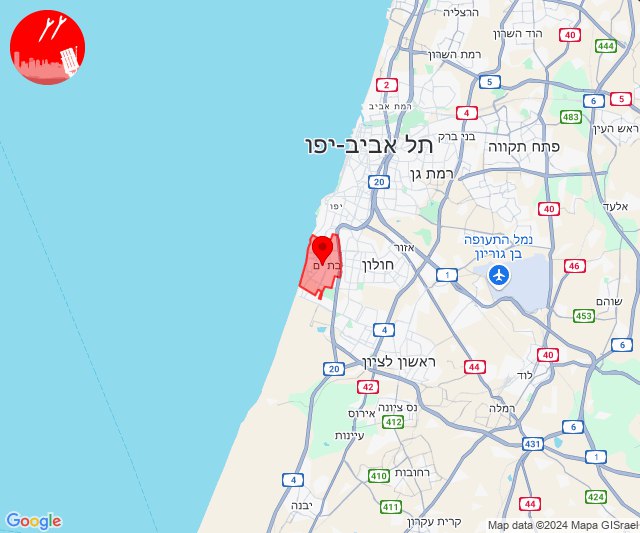 הרצליה
הוד השרון
40
444
רמת השרון
5
2
6
5
רמת אביב
4
483
ראש העין
בני ברק
תל אביב-יפו
פתח תקווה
רמת גן
20
אלעד
יפו
40
נמל התעופה
בן גוריון
אזור
בת ים
חולון
1
46
שוהם
453
4
6
ראשון לציון
40
20
44
לוד
42
נס ציונה
רמלה
412
אירוס
6
עיינות
431
1
410
רחובות
4
44
424
411
יבנה
קרית עקרון
Google
Map data ©2024 Mapa GISrael